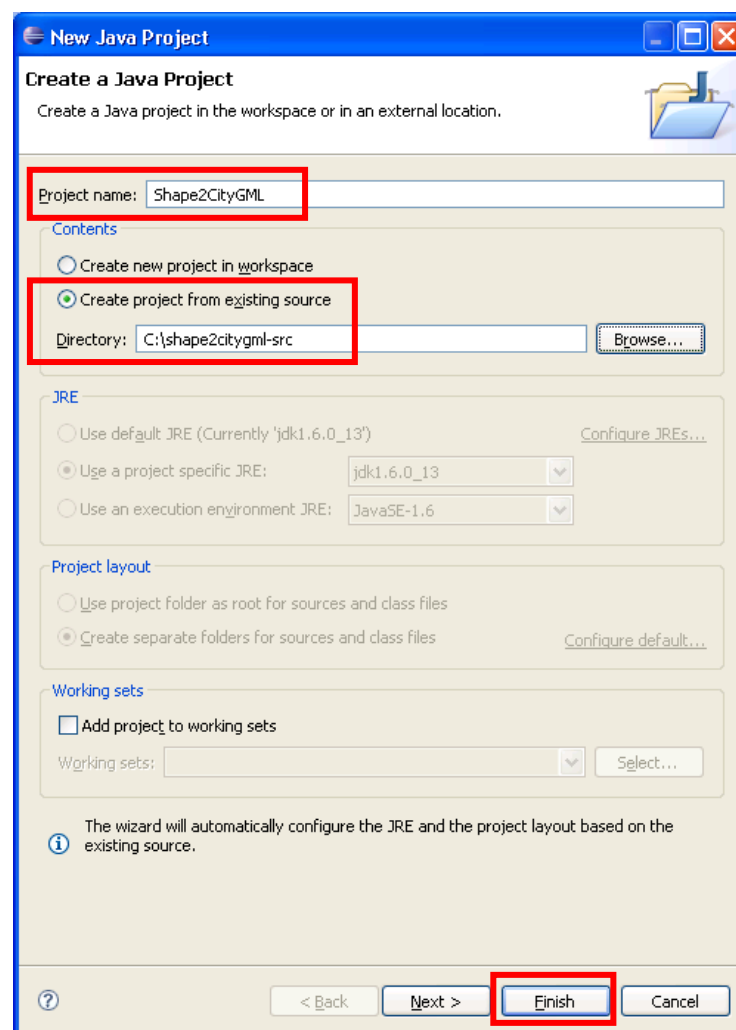 New Java Project
Create a Java Project
Create a Java project in the workspace or in an external location.
Project name: Shape2CityGML
Contents
Create new project in workspace
Create project from existing source
Directory: C:\shape2citygml-src Browse...
JRE
Use default JRE (Currently 'jdk1.6.0_13') Configure JREs...
Use a project specific JRE: jdk1.6.0_13
Use an execution environment JRE: JavaSE-1.6
Project layout
Use project folder as root for sources and class files
Create separate folders for sources and class files Configure default...
Working sets
Add project to working sets
Working sets: Select...
The wizard will automatically configure the JRE and the project layout based on the
existing source.
? < Back Next > Finish Cancel